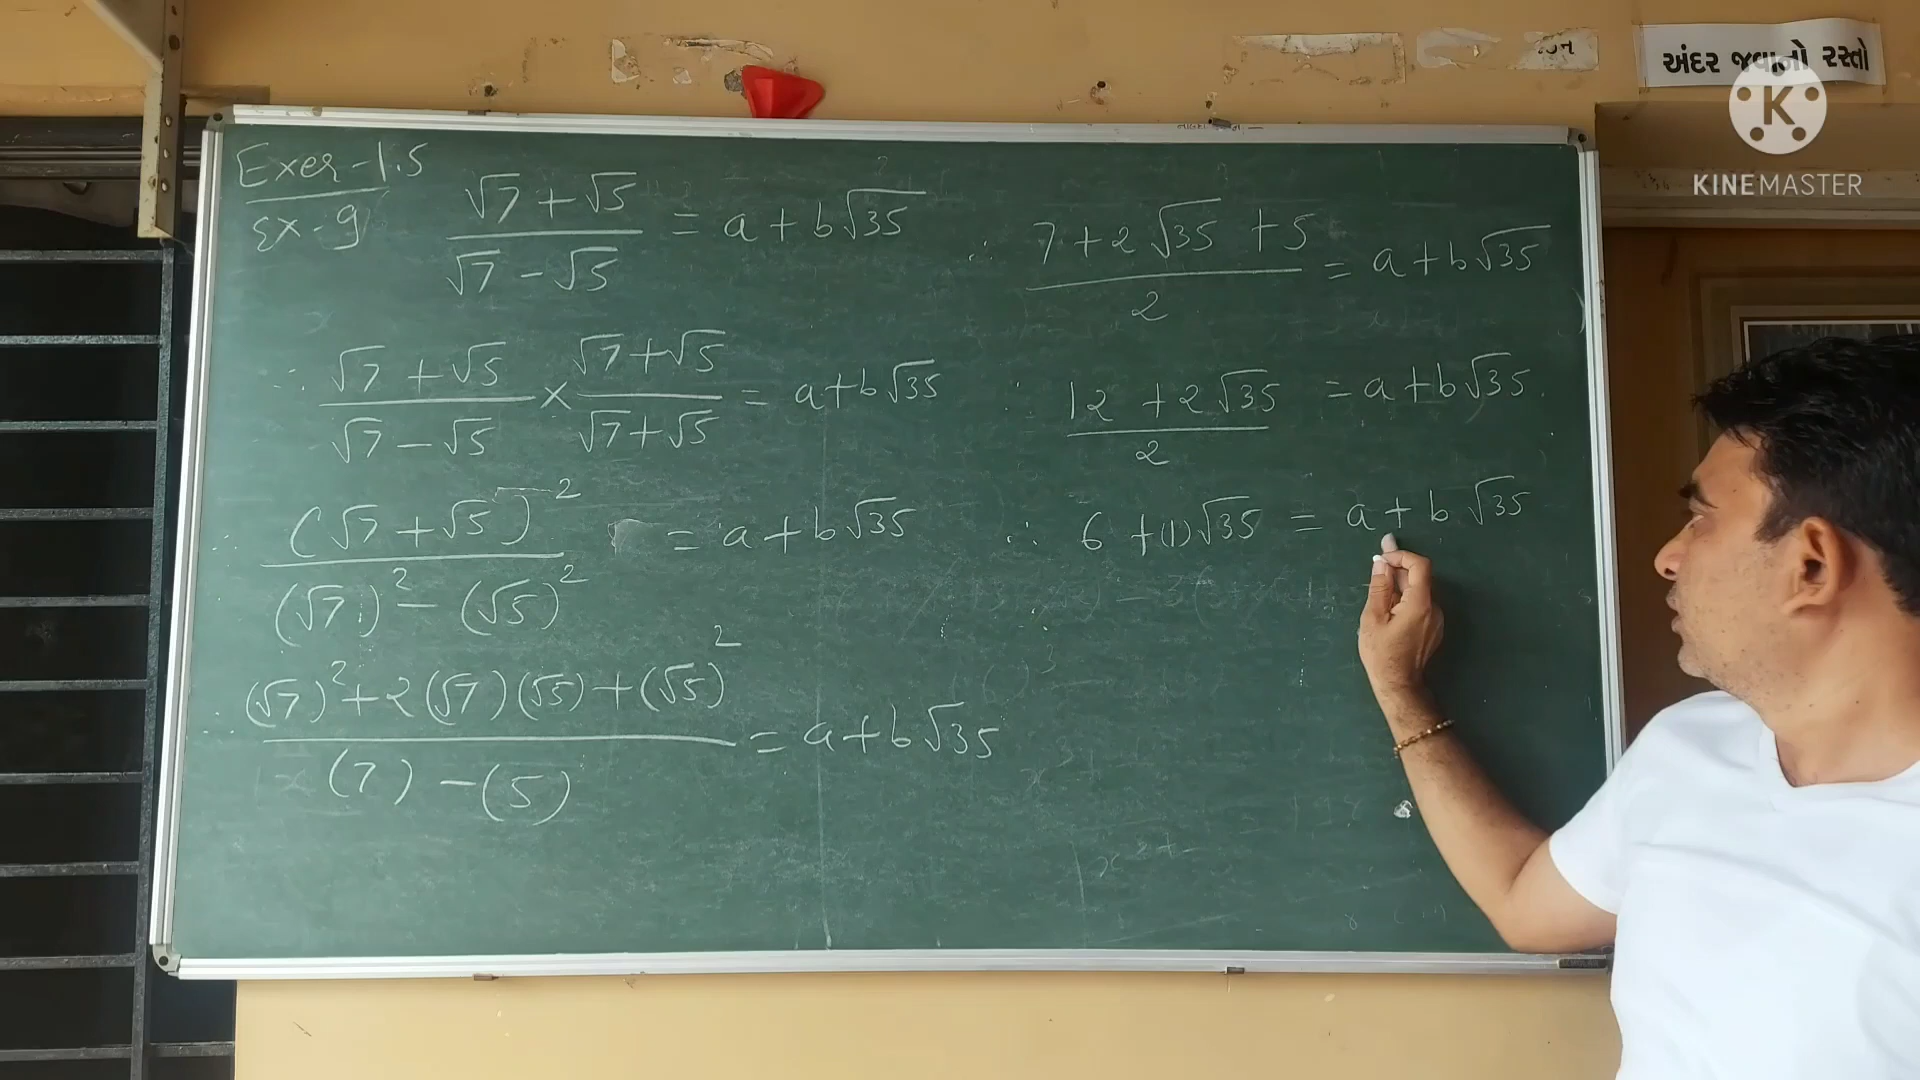 Exer-1.5
Ex-9
(√7 + √5)/(√7 − √5) = a + b√35
∴ (√7 + √5)/(√7 − √5) × (√7 + √5)/(√7 + √5) = a + b√35
∴ (√7 + √5)²/((√7)² − (√5)²) = a + b√35
∴ ((√7)² + 2(√7)(√5) + (√5)²)/((7) − (5)) = a + b√35
∴ (7 + 2√35 + 5)/2 = a + b√35
∴ (12 + 2√35)/2 = a + b√35
∴ 6 + (1)√35 = a + b√35
અંદર જવાનો રસ્તો
K
KINEMASTER